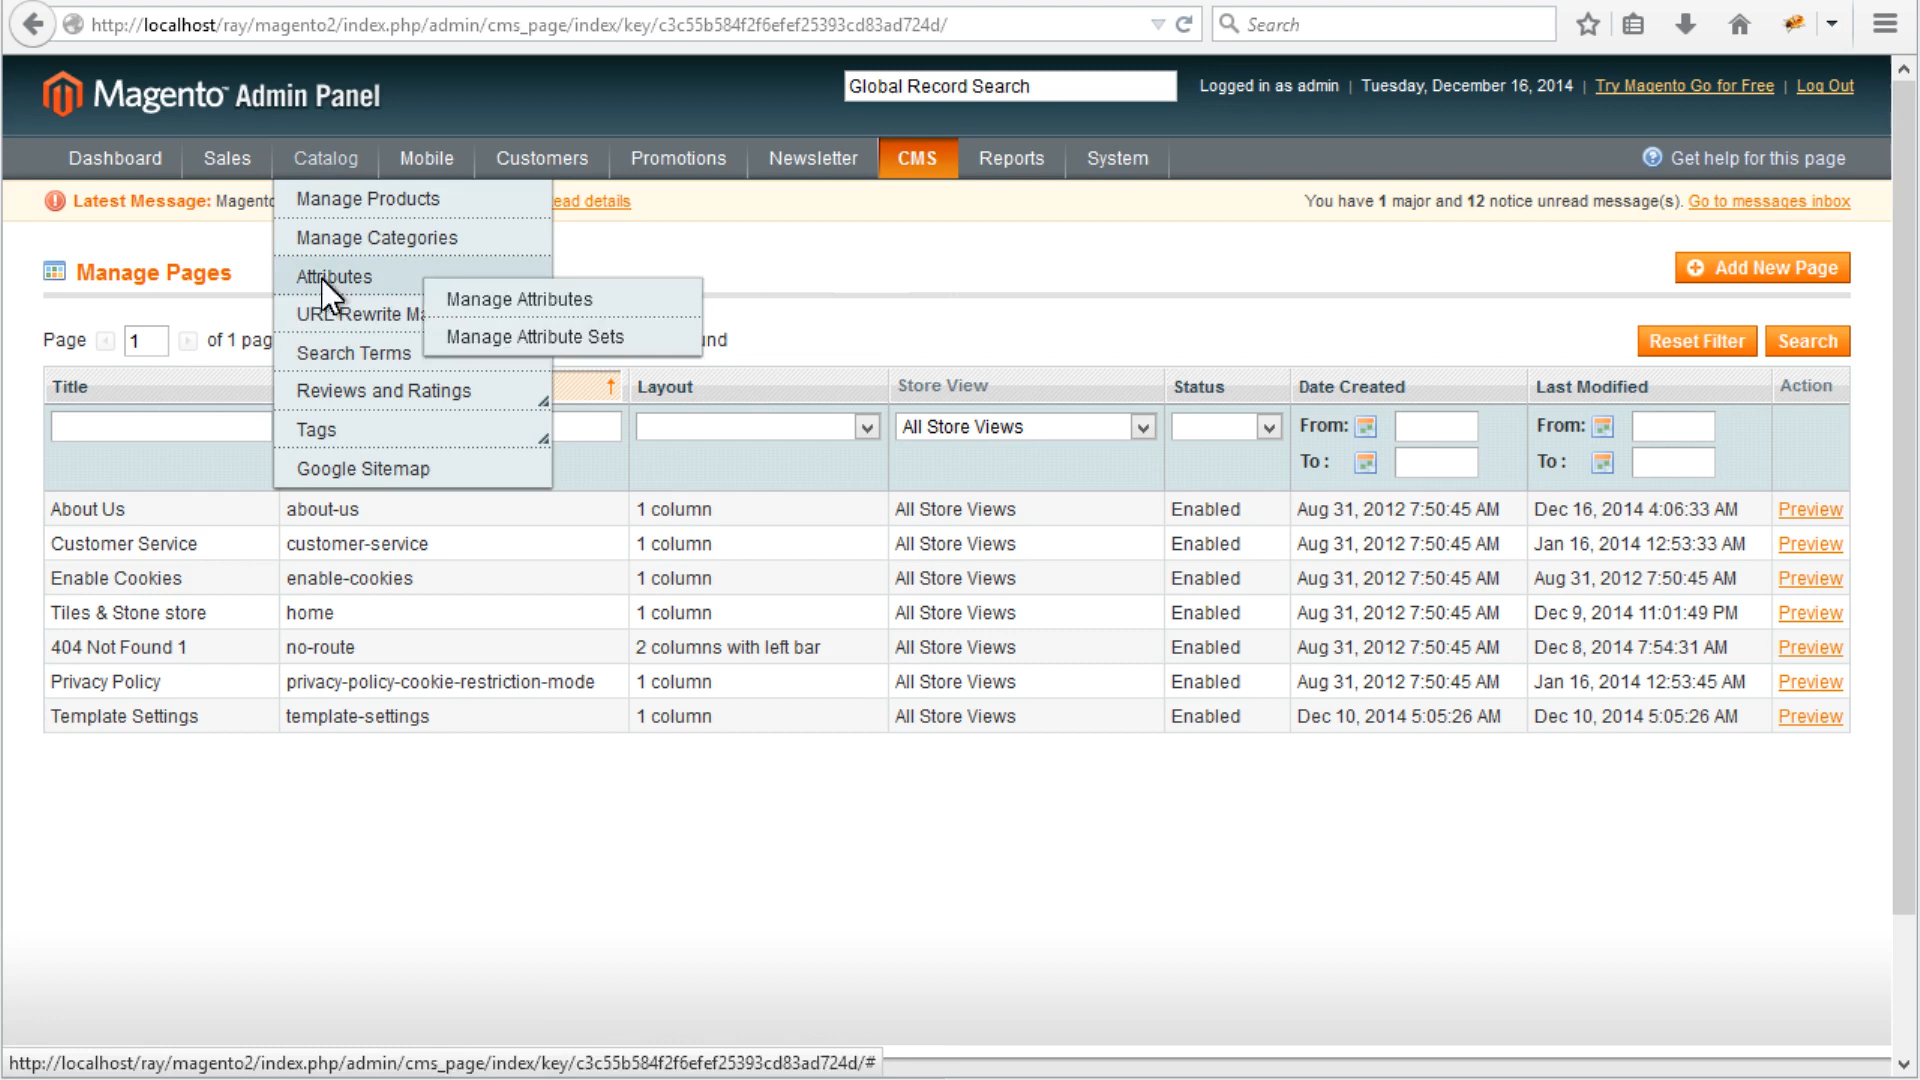 http://localhost/ray/magento2/index.php/admin/cms_page/index/key/c3c55b584f2f6efef25393cd83ad724d/
Search
Magento Admin Panel
Global Record Search
Logged in as admin | Tuesday, December 16, 2014 | Try Magento Go for Free | Log Out
Dashboard Sales Catalog Mobile Customers Promotions Newsletter CMS Reports System
Get help for this page
Latest Message: Magento
ead details
You have 1 major and 12 notice unread message(s). Go to messages inbox
Manage Products
Manage Categories
Attributes
URL Rewrite Ma
Search Terms
Reviews and Ratings
Tags
Google Sitemap
Manage Attributes
Manage Attribute Sets
Manage Pages
Add New Page
Page 1 of 1 pag
und
Reset Filter Search
Title Layout Store View Status Date Created Last Modified Action
All Store Views From: From:
To : To :
About Us about-us 1 column All Store Views Enabled Aug 31, 2012 7:50:45 AM Dec 16, 2014 4:06:33 AM Preview
Customer Service customer-service 1 column All Store Views Enabled Aug 31, 2012 7:50:45 AM Jan 16, 2014 12:53:33 AM Preview
Enable Cookies enable-cookies 1 column All Store Views Enabled Aug 31, 2012 7:50:45 AM Aug 31, 2012 7:50:45 AM Preview
Tiles & Stone store home 1 column All Store Views Enabled Aug 31, 2012 7:50:45 AM Dec 9, 2014 11:01:49 PM Preview
404 Not Found 1 no-route 2 columns with left bar All Store Views Enabled Aug 31, 2012 7:50:45 AM Dec 8, 2014 7:54:31 AM Preview
Privacy Policy privacy-policy-cookie-restriction-mode 1 column All Store Views Enabled Aug 31, 2012 7:50:45 AM Jan 16, 2014 12:53:45 AM Preview
Template Settings template-settings 1 column All Store Views Enabled Dec 10, 2014 5:05:26 AM Dec 10, 2014 5:05:26 AM Preview
http://localhost/ray/magento2/index.php/admin/cms_page/index/key/c3c55b584f2f6efef25393cd83ad724d/#